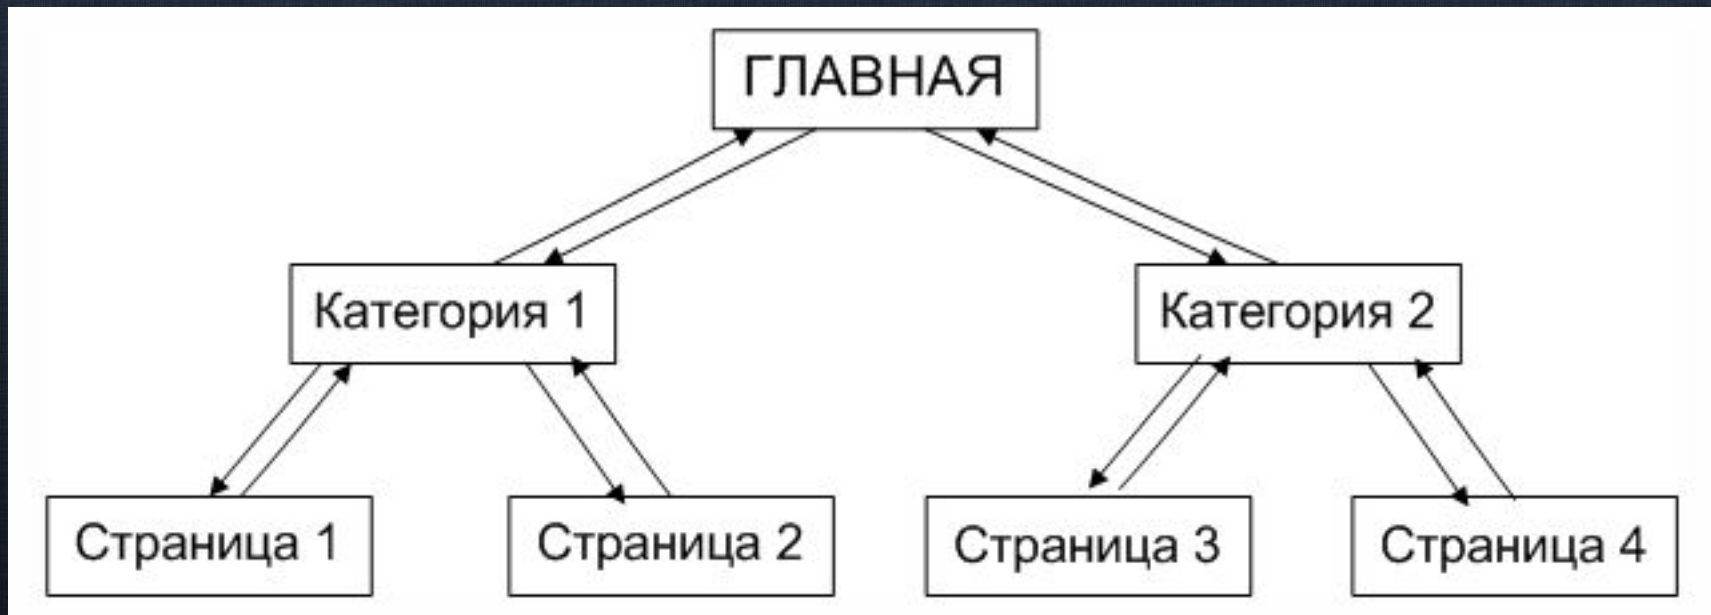 ГЛАВНАЯ
Категория 1
Категория 2
Страница 1
Страница 2
Страница 3
Страница 4